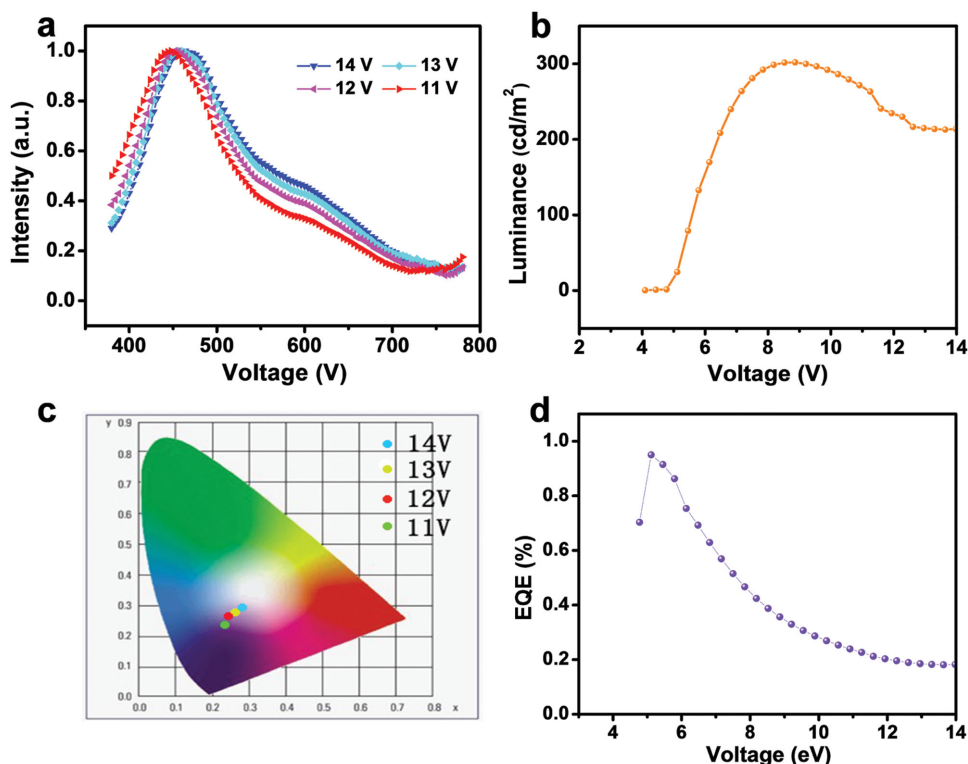 a
1.0
0.8
0.6
0.4
0.2
0.0
Intensity (a.u.)
14 V 13 V
12 V 11 V
400 500 600 700 800
Voltage (V)
b
300
200
100
0
Luminance (cd/m²)
2 4 6 8 10 12 14
Voltage (V)
c
y
0.9
0.8
0.7
0.6
0.5
0.4
0.3
0.2
0.1
0.0
14V
13V
12V
11V
0.0 0.1 0.2 0.3 0.4 0.5 0.6 0.7 0.8
x
d
1.0
0.8
0.6
0.4
0.2
0.0
EQE (%)
4 6 8 10 12 14
Voltage (eV)